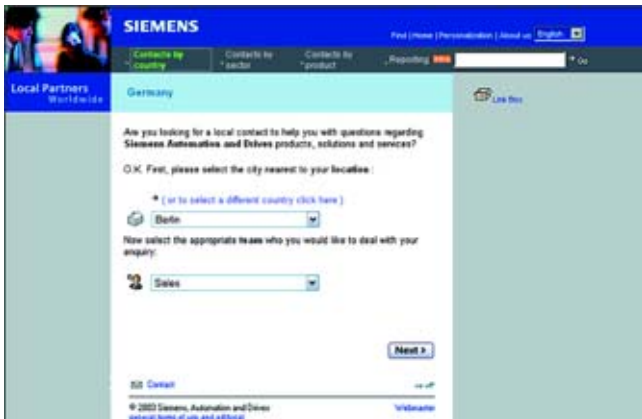 SIEMENS
Find | Home | Personalization | About us English
Contacts by country
Contacts by sector
Contacts by product
Reporting
Go
Local Partners
Worldwide
Germany
Link Box
Are you looking for a local contact to help you with questions regarding
Siemens Automation and Drives products, solutions and services?
O.K. First, please select the city nearest to your location :
( or to select a different country click here )
Berlin
Now select the appropriate team who you would like to deal with your
enquiry:
Sales
Next >
Contact
© 2003 Siemens, Automation and Drives
Webmaster